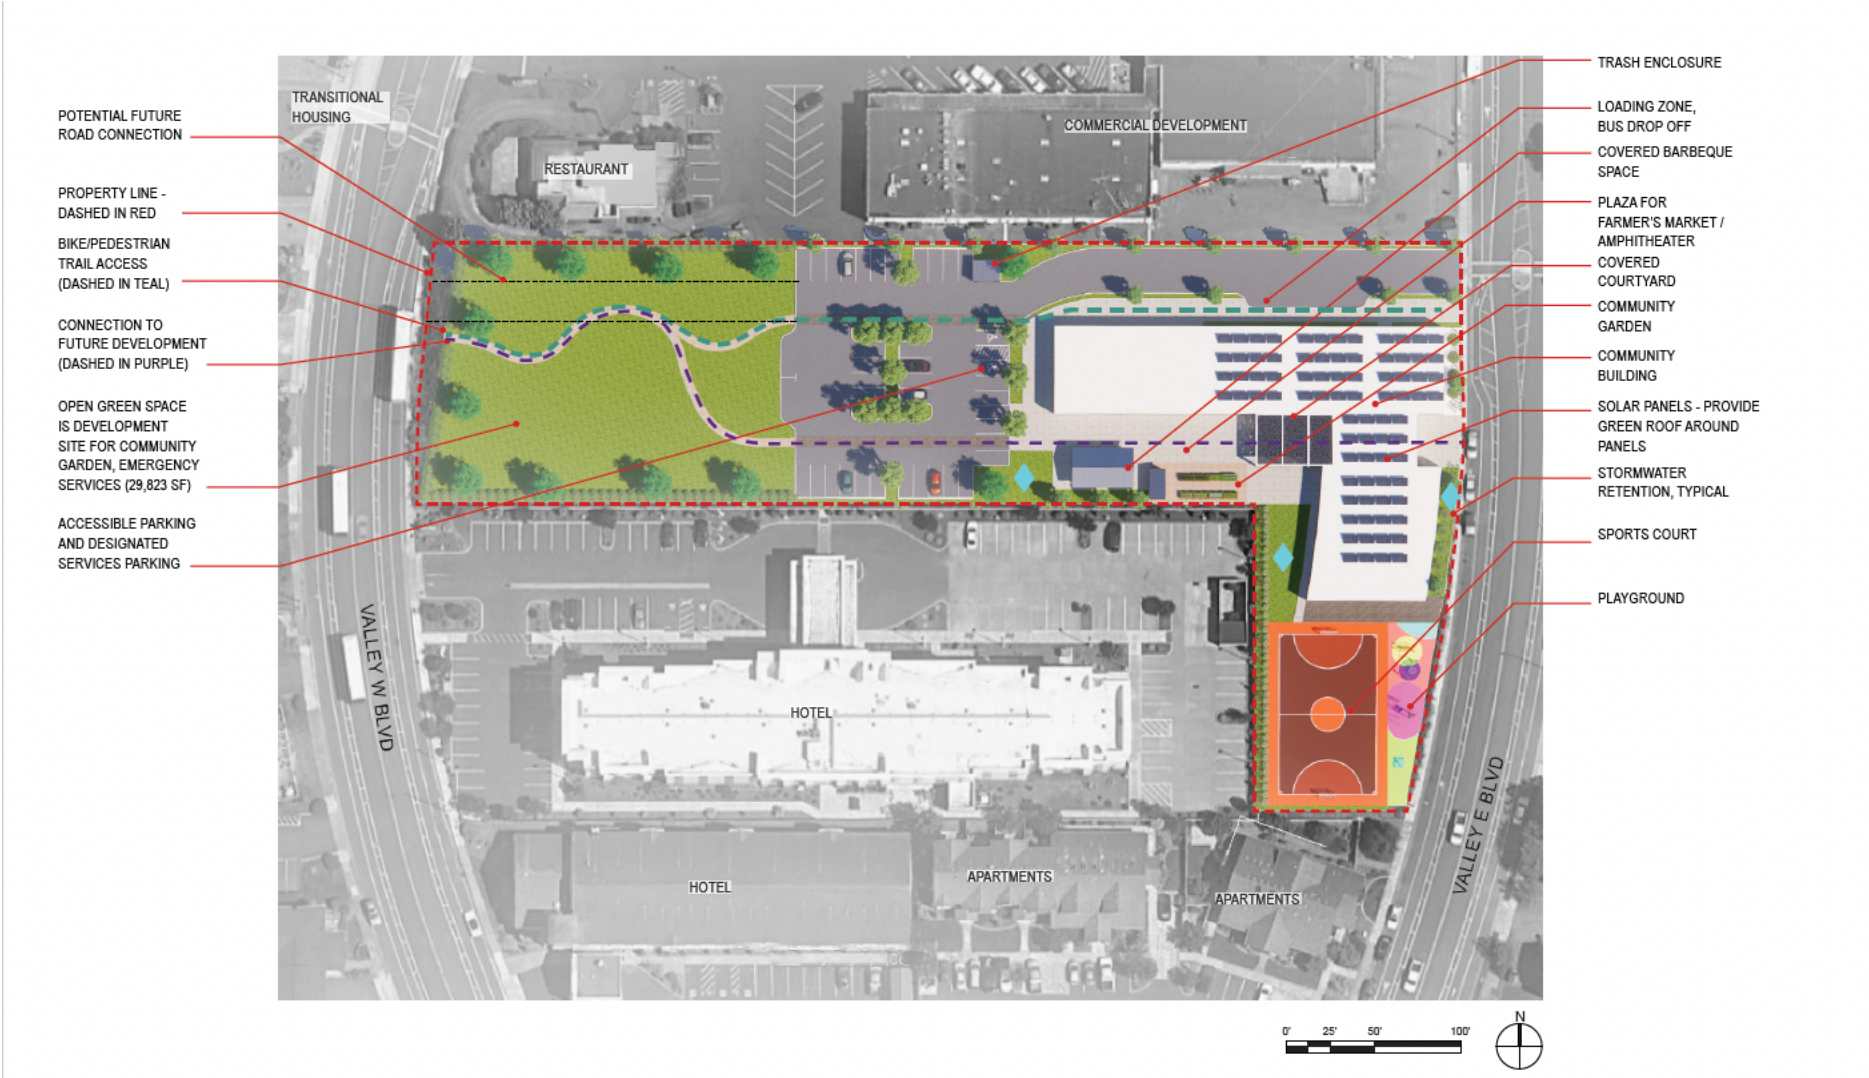 TRASH ENCLOSURE
LOADING ZONE,
BUS DROP OFF
COVERED BARBEQUE
SPACE
PLAZA FOR
FARMER'S MARKET /
AMPHITHEATER
COVERED
COURTYARD
COMMUNITY
GARDEN
COMMUNITY
BUILDING
SOLAR PANELS - PROVIDE
GREEN ROOF AROUND
PANELS
STORMWATER
RETENTION, TYPICAL
SPORTS COURT
PLAYGROUND
POTENTIAL FUTURE
ROAD CONNECTION
PROPERTY LINE -
DASHED IN RED
BIKE/PEDESTRIAN
TRAIL ACCESS
(DASHED IN TEAL)
CONNECTION TO
FUTURE DEVELOPMENT
(DASHED IN PURPLE)
OPEN GREEN SPACE
IS DEVELOPMENT
SITE FOR COMMUNITY
GARDEN, EMERGENCY
SERVICES (29,823 SF)
ACCESSIBLE PARKING
AND DESIGNATED
SERVICES PARKING
TRANSITIONAL
HOUSING
RESTAURANT
COMMERCIAL DEVELOPMENT
VALLEY W BLVD
HOTEL
HOTEL
APARTMENTS
APARTMENTS
VALLEY E BLVD
0' 25' 50' 100'
N